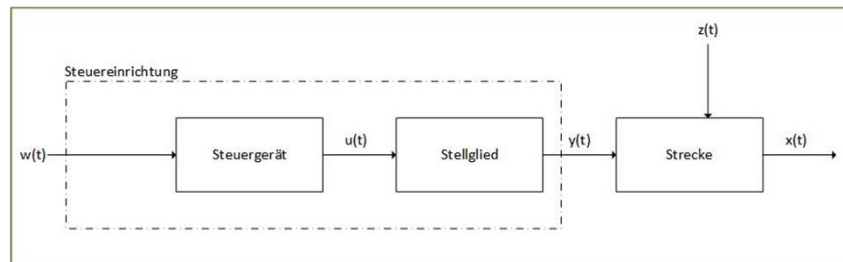 z(t)
Steuereinrichtung
w(t)
Steuergerät
u(t)
Stellglied
y(t)
Strecke
x(t)